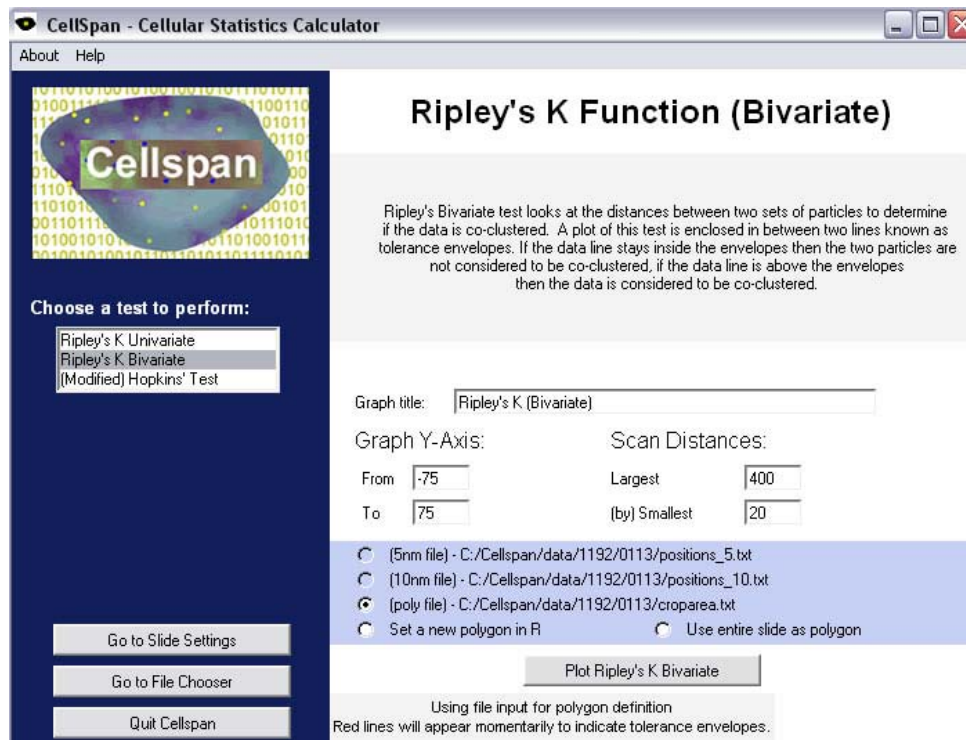 CellSpan - Cellular Statistics Calculator
About Help
Cellspan
Choose a test to perform:
Ripley's K Univariate
Ripley's K Bivariate
(Modified) Hopkins' Test
Go to Slide Settings
Go to File Chooser
Quit Cellspan
Ripley's K Function (Bivariate)
Ripley's Bivariate test looks at the distances between two sets of particles to determine
if the data is co-clustered. A plot of this test is enclosed in between two lines known as
tolerance envelopes. If the data line stays inside the envelopes then the two particles are
not considered to be co-clustered, if the data line is above the envelopes
then the data is considered to be co-clustered.
Graph title: Ripley's K (Bivariate)
Graph Y-Axis: Scan Distances:
From -75 Largest 400
To 75 (by) Smallest 20
(5nm file) - C:/Cellspan/data/1192/0113/positions_5.txt
(10nm file) - C:/Cellspan/data/1192/0113/positions_10.txt
(poly file) - C:/Cellspan/data/1192/0113/croparea.txt
Set a new polygon in R Use entire slide as polygon
Plot Ripley's K Bivariate
Using file input for polygon definition
Red lines will appear momentarily to indicate tolerance envelopes.